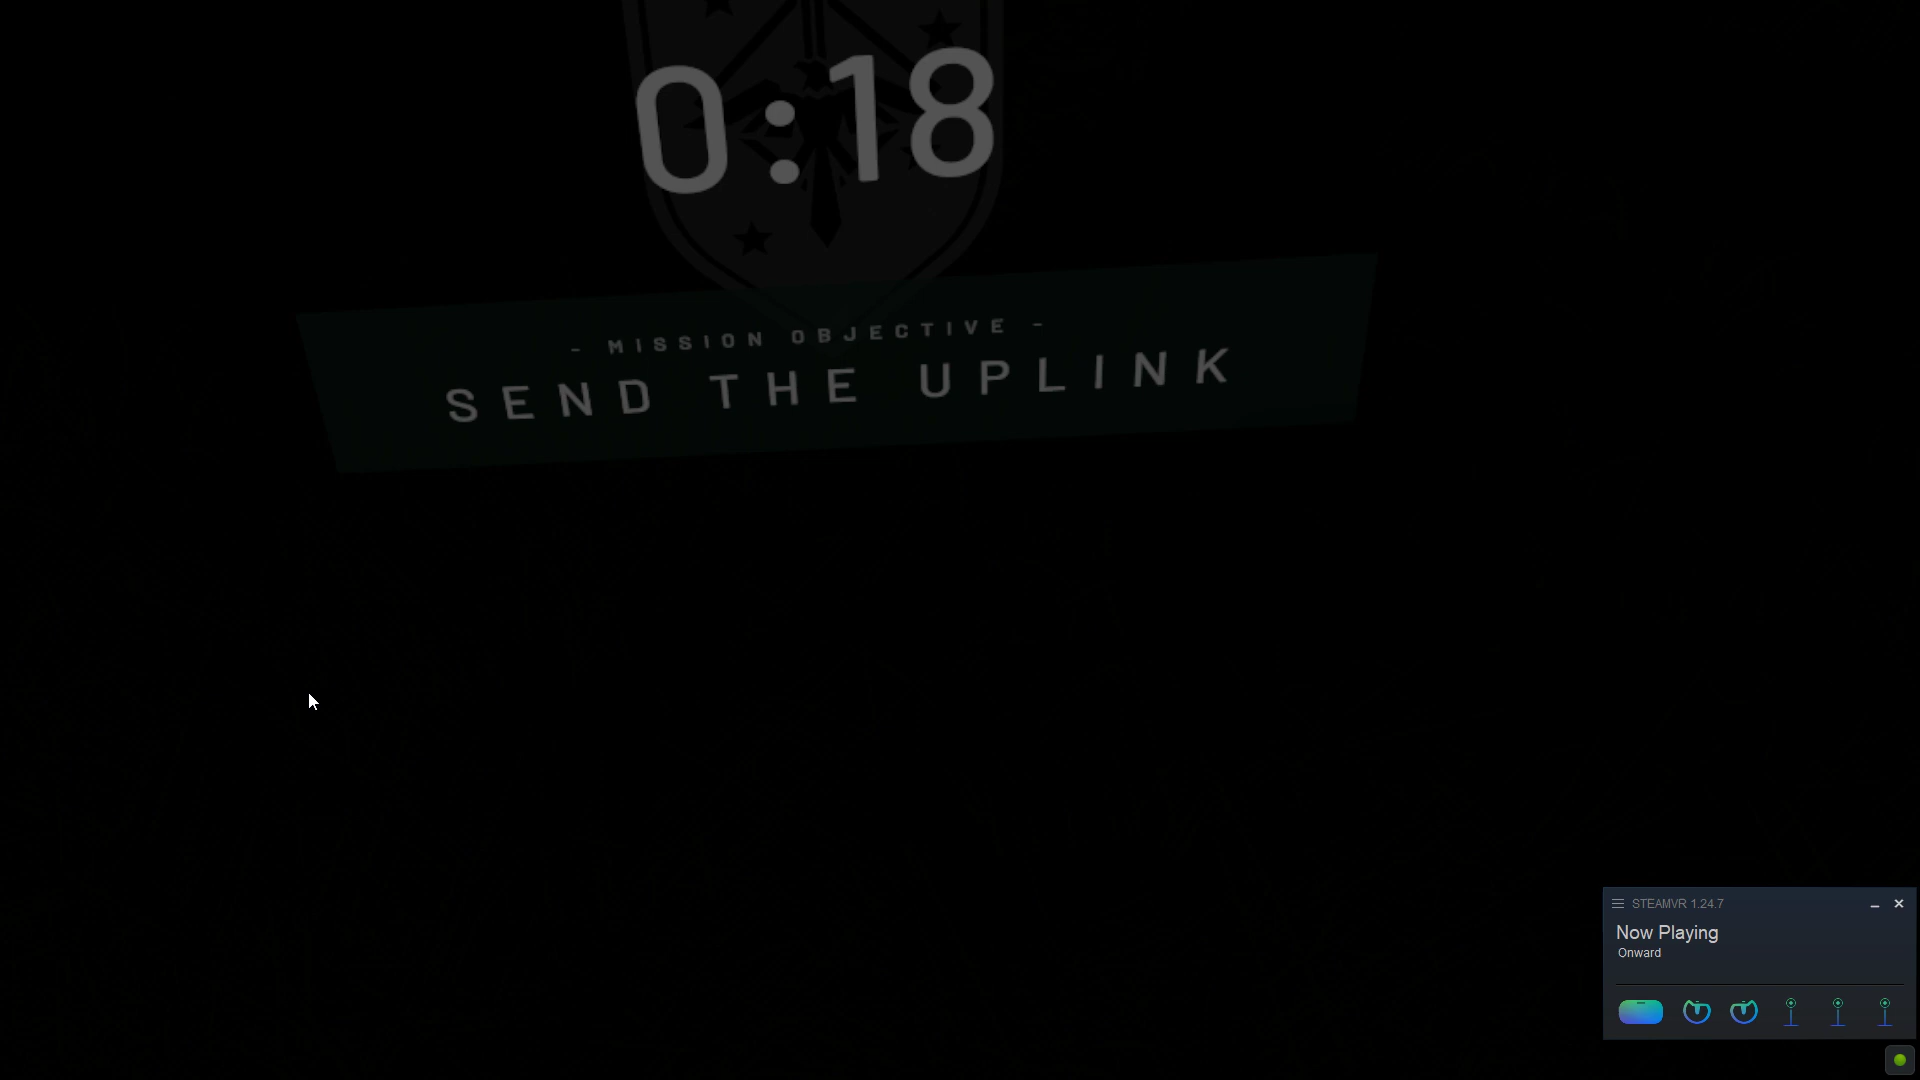 0:18
- MISSION OBJECTIVE -
SEND THE UPLINK
STEAMVR 1.24.7
Now Playing
Onward